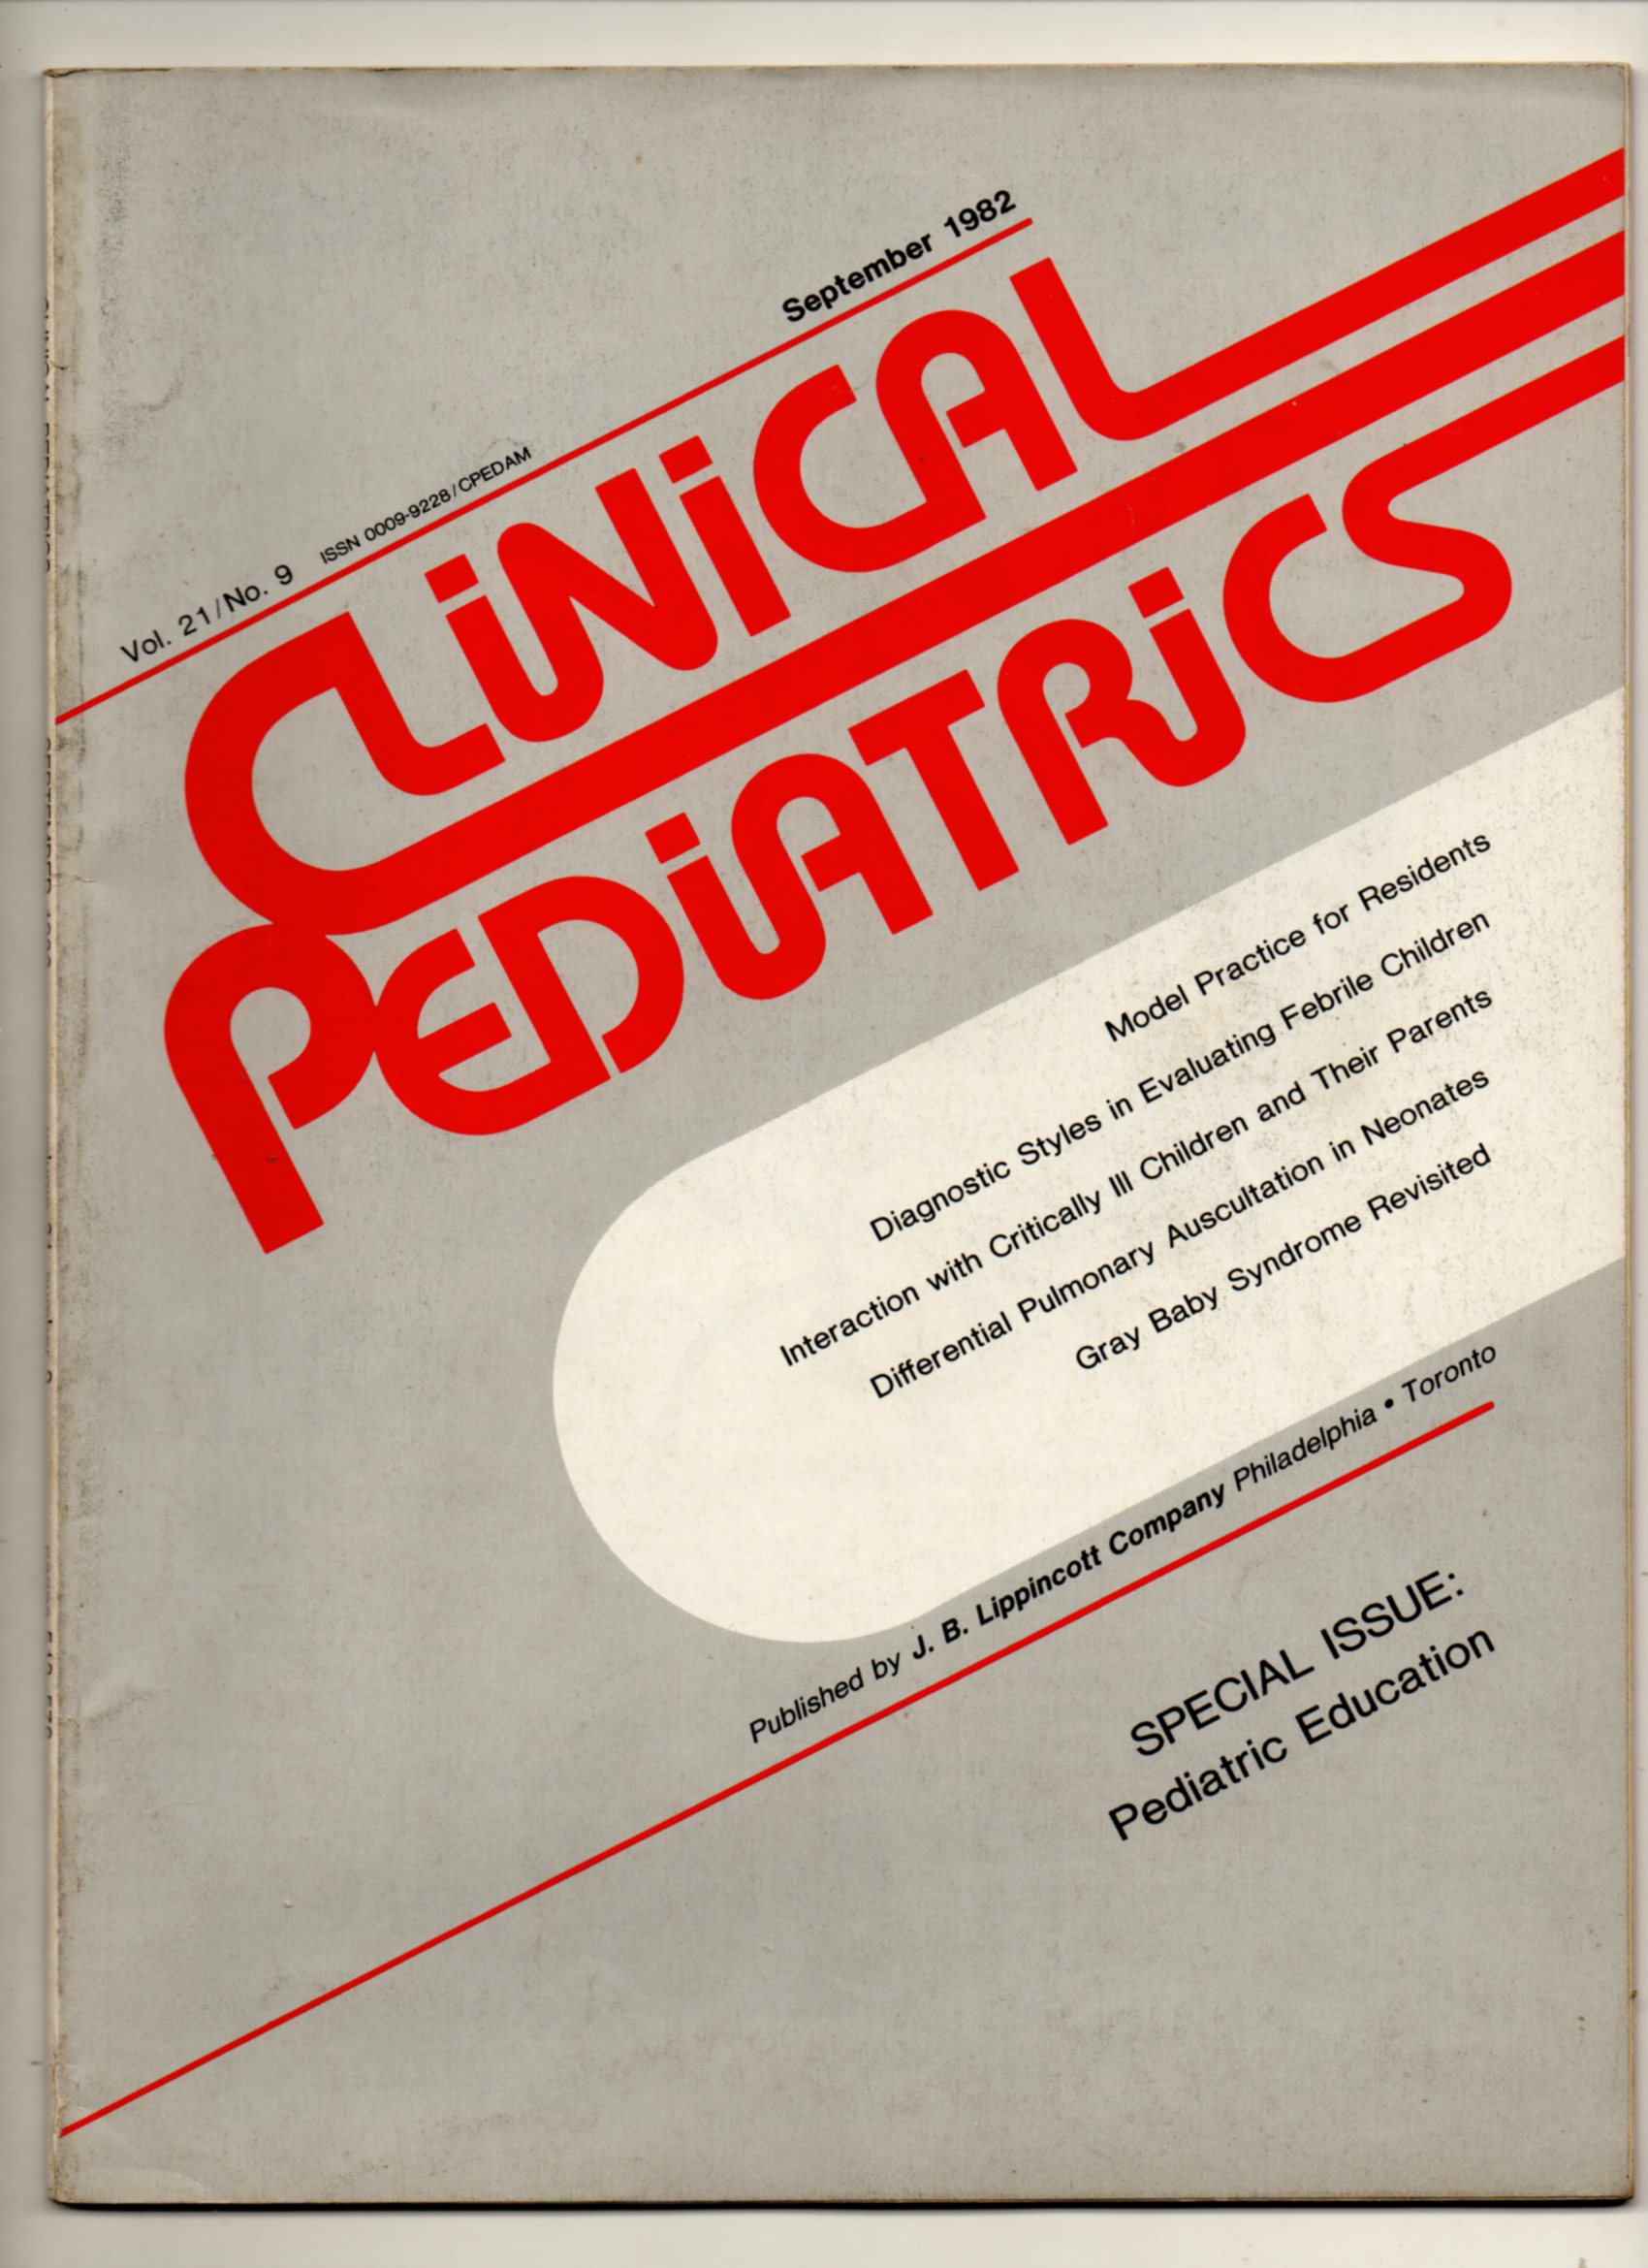 September 1982
Vol. 21/No. 9 ISSN 0009-9228/CPEDAM
CLiNiCAL
PEDiATRiCS
Model Practice for Residents
Diagnostic Styles in Evaluating Febrile Children
Interaction with Critically Ill Children and Their Parents
Differential Pulmonary Auscultation in Neonates
Gray Baby Syndrome Revisited
Published by J. B. Lippincott Company Philadelphia • Toronto
SPECIAL ISSUE:
Pediatric Education